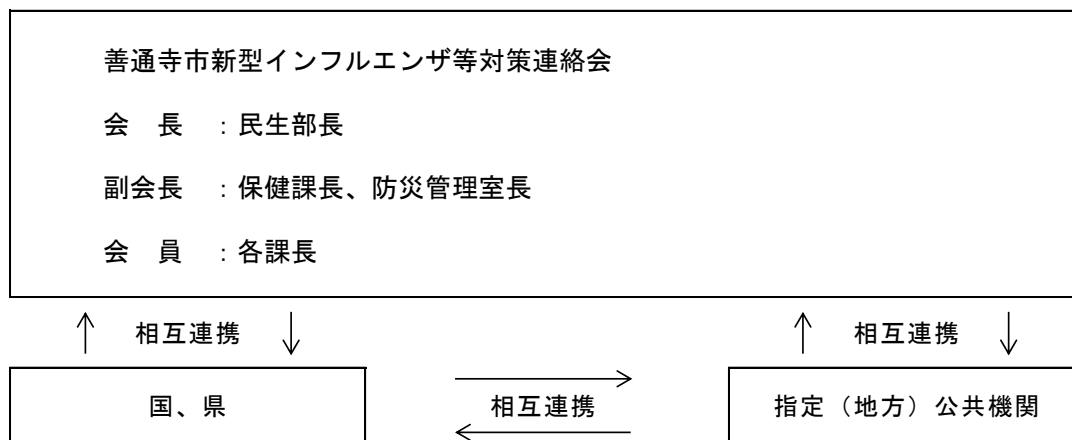 善通寺市新型インフルエンザ等対策連絡会
会　長　：民生部長
副会長　：保健課長、防災管理室長
会　員　：各課長
相互連携
相互連携
国、県
相互連携
指定（地方）公共機関